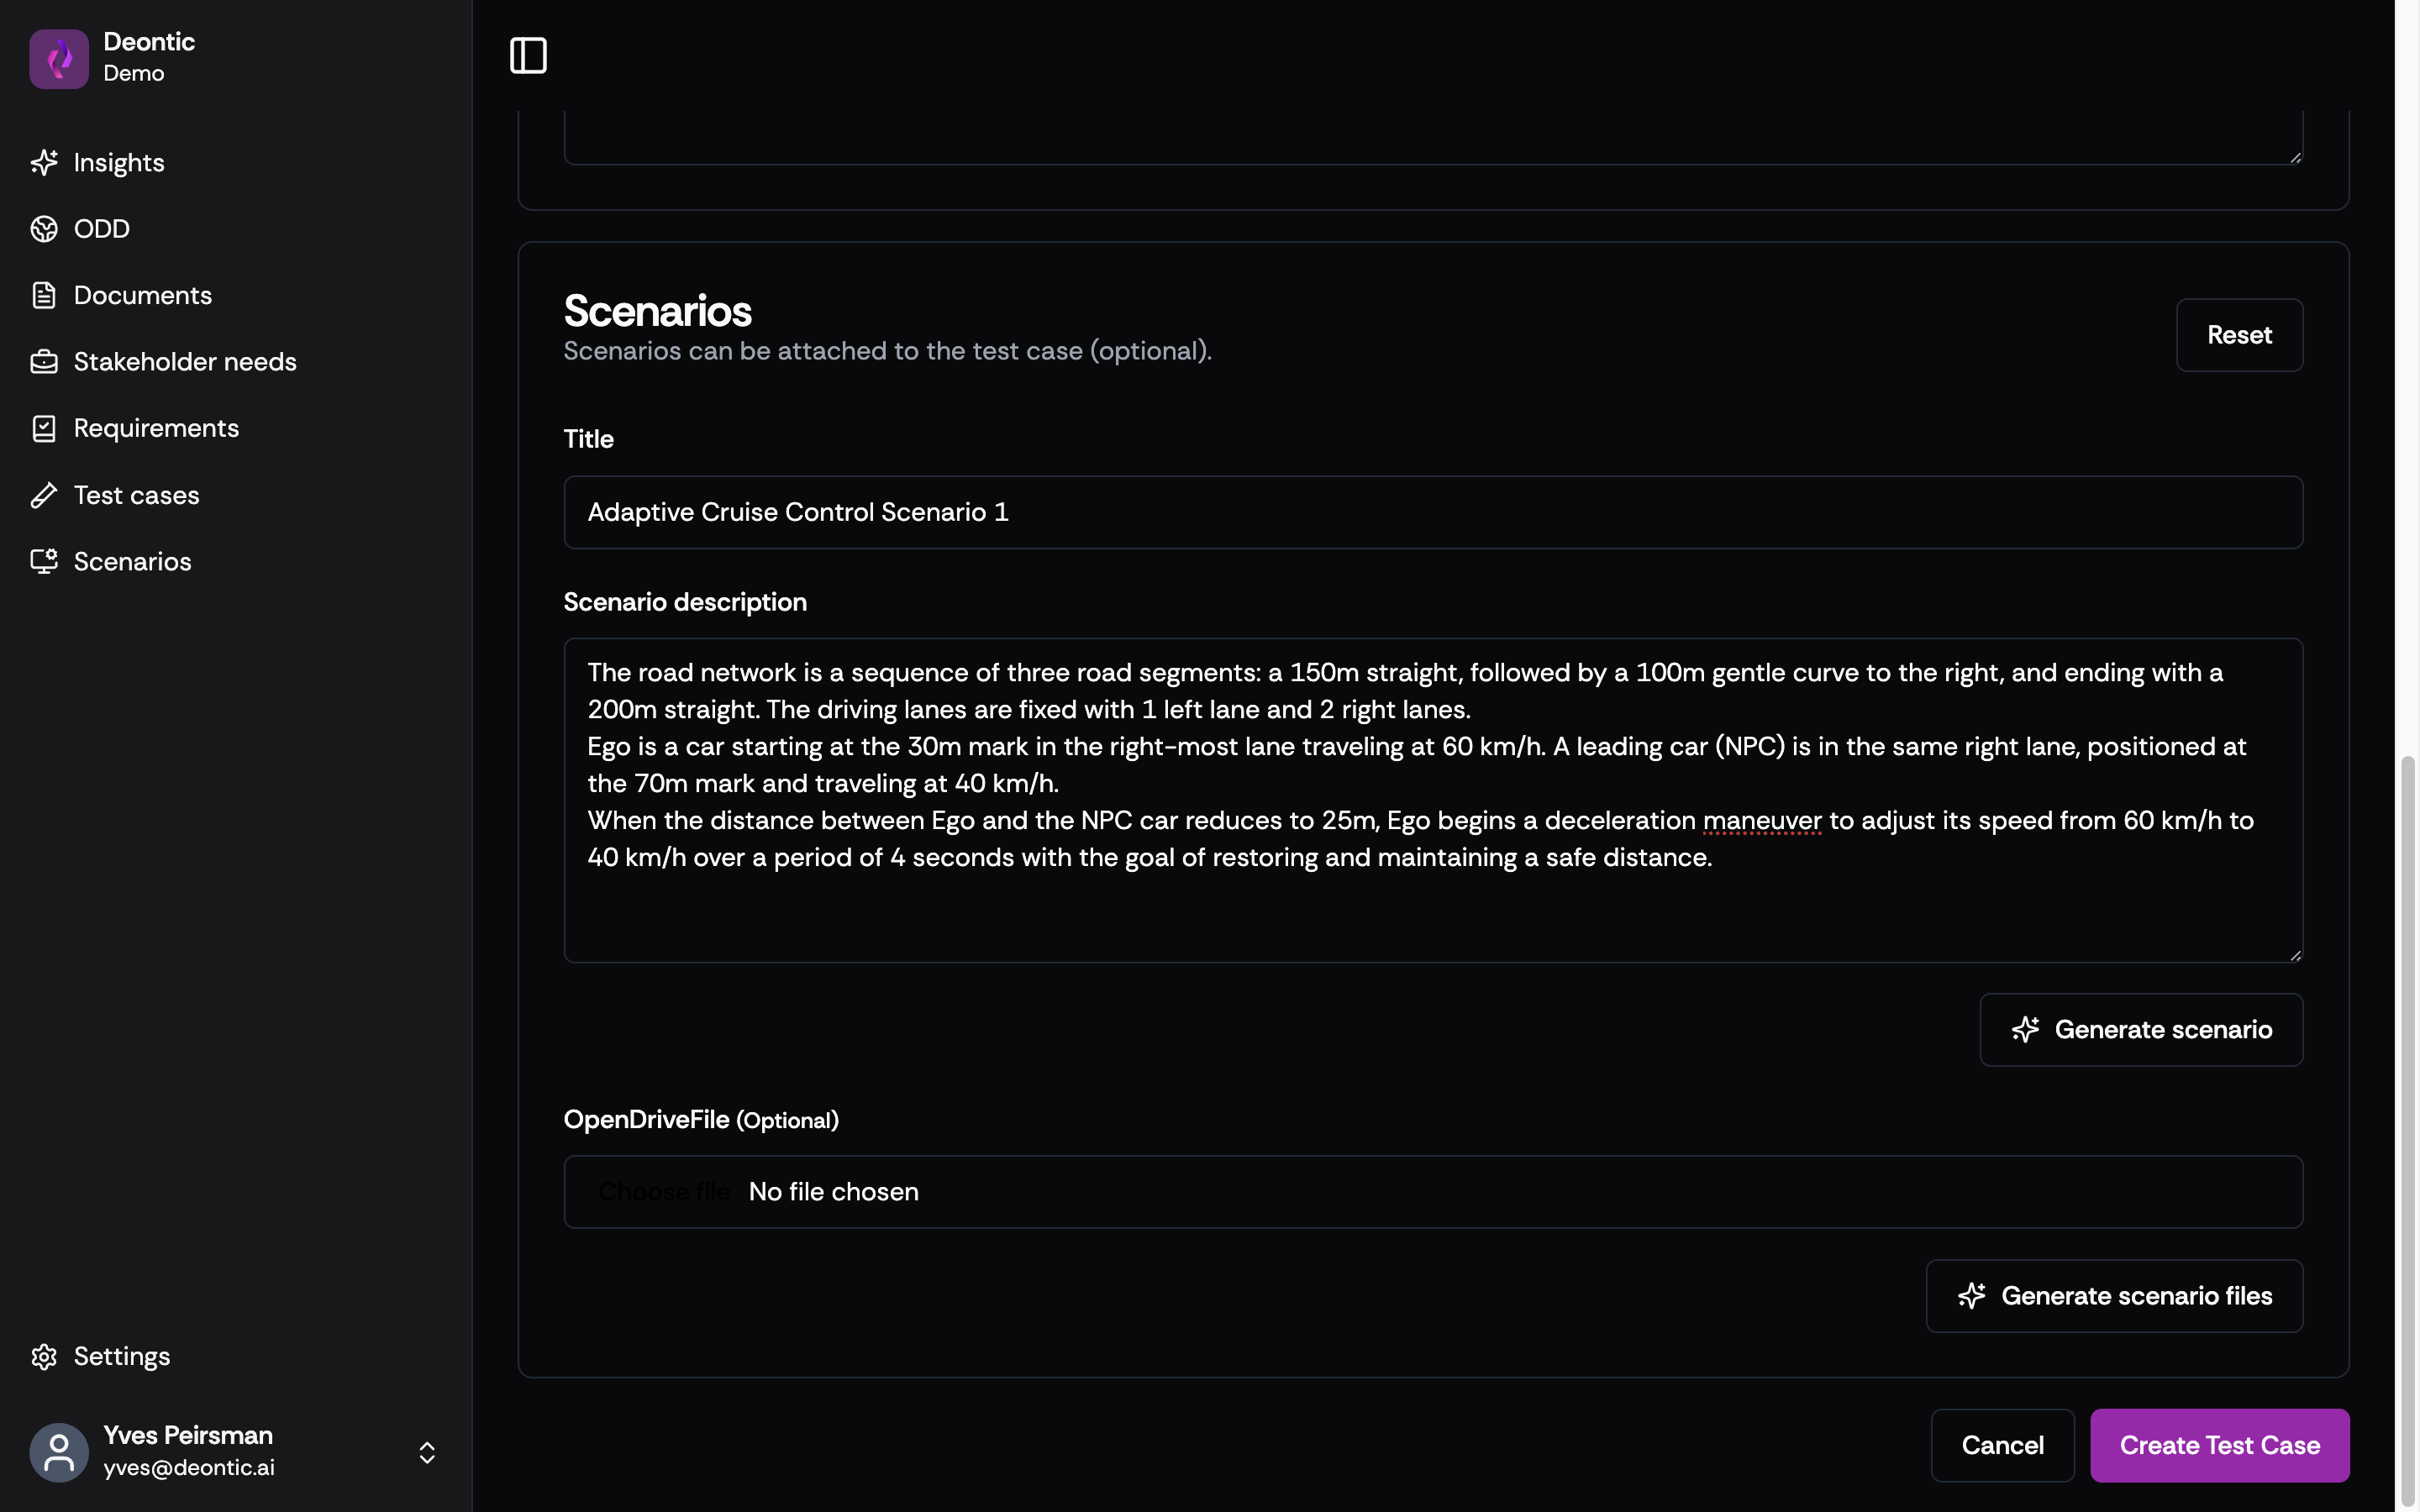 Deontic
Demo
Insights
ODD
Documents
Stakeholder needs
Requirements
Test cases
Scenarios
Settings
Yves Peirsman
yves@deontic.ai
Scenarios
Scenarios can be attached to the test case (optional).
Reset
Title
Adaptive Cruise Control Scenario 1
Scenario description
The road network is a sequence of three road segments: a 150m straight, followed by a 100m gentle curve to the right, and ending with a
200m straight. The driving lanes are fixed with 1 left lane and 2 right lanes.
Ego is a car starting at the 30m mark in the right-most lane traveling at 60 km/h. A leading car (NPC) is in the same right lane, positioned at
the 70m mark and traveling at 40 km/h.
When the distance between Ego and the NPC car reduces to 25m, Ego begins a deceleration maneuver to adjust its speed from 60 km/h to
40 km/h over a period of 4 seconds with the goal of restoring and maintaining a safe distance.
Generate scenario
OpenDriveFile (Optional)
Choose file No file chosen
Generate scenario files
Cancel
Create Test Case